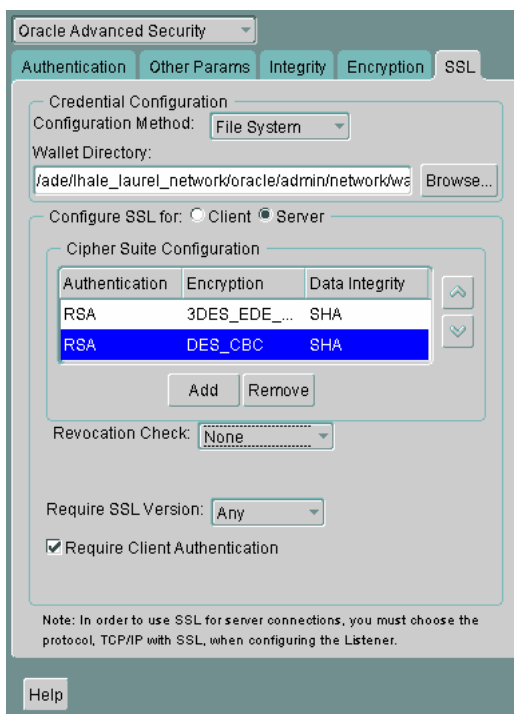 Oracle Advanced Security
Authentication Other Params Integrity Encryption SSL
Credential Configuration
Configuration Method: File System
Wallet Directory:
/ade/lhale_laurel_network/oracle/admin/network/wa Browse...
Configure SSL for: Client Server
Cipher Suite Configuration
Authentication Encryption Data Integrity
RSA 3DES_EDE_... SHA
RSA DES_CBC SHA
Add Remove
Revocation Check: None
Require SSL Version: Any
Require Client Authentication
Note: In order to use SSL for server connections, you must choose the
protocol, TCP/IP with SSL, when configuring the Listener.
Help